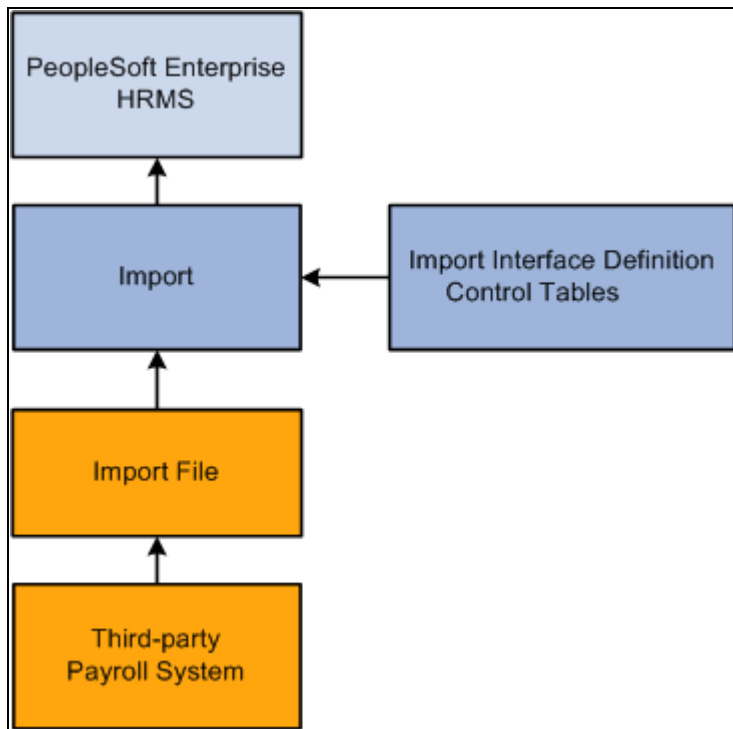 PeopleSoft Enterprise
HRMS
Import
Import Interface Definition
Control Tables
Import File
Third-party
Payroll System